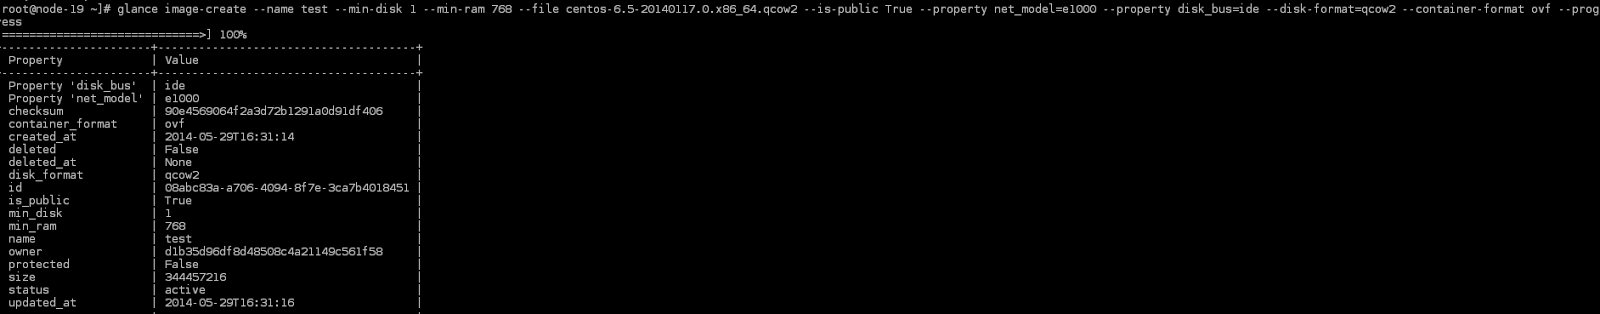 root@node-19 ~]# glance image-create --name test --min-disk 1 --min-ram 768 --file centos-6.5-20140117.0.x86_64.qcow2 --is-public True --property net_model=e1000 --property disk_bus=ide --disk-format=qcow2 --container-format ovf --prog
ress
=============================>] 100%
----------------------+--------------------------------------+
Property | Value |
----------------------+--------------------------------------+
Property 'disk_bus' | ide |
Property 'net_model' | e1000 |
checksum | 90e4569064f2a3d72b1291a0d91df406 |
container_format | ovf |
created_at | 2014-05-29T16:31:14 |
deleted | False |
deleted_at | None |
disk_format | qcow2 |
id | 08abc83a-a706-4094-8f7e-3ca7b4018451 |
is_public | True |
min_disk | 1 |
min_ram | 768 |
name | test |
owner | d1b35d96df8d48508c4a21149c561f58 |
protected | False |
size | 344457216 |
status | active |
updated_at | 2014-05-29T16:31:16 |